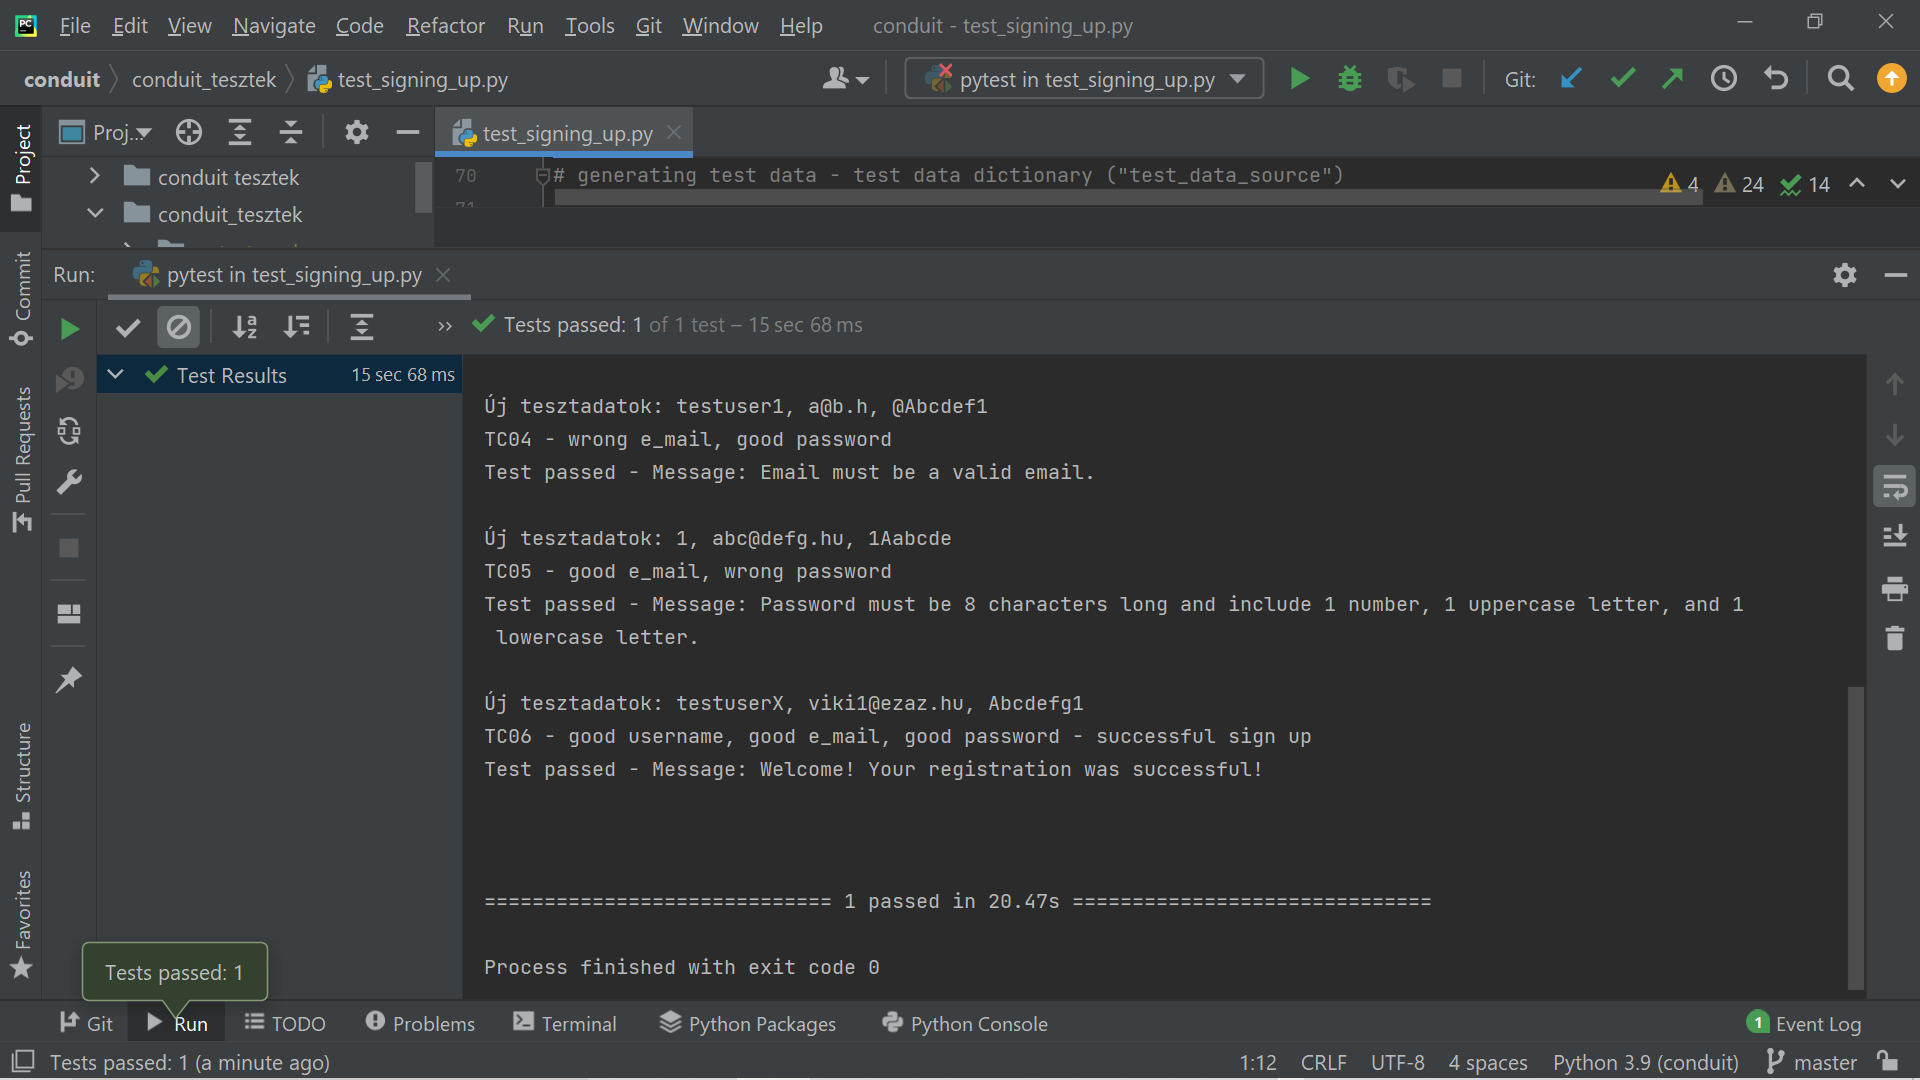 File Edit View Navigate Code Refactor Run Tools Git Window Help conduit - test_signing_up.py
conduit conduit_tesztek test_signing_up.py pytest in test_signing_up.py Git:
Project
Proj... test_signing_up.py
conduit tesztek
conduit_tesztek
70 # generating test data - test data dictionary ("test_data_source")
4 24 14
Commit
Pull Requests
Structure
Favorites
Run: pytest in test_signing_up.py
Tests passed: 1 of 1 test – 15 sec 68 ms
Test Results 15 sec 68 ms
Új tesztadatok: testuser1, a@b.h, @Abcdef1
TC04 - wrong e_mail, good password
Test passed - Message: Email must be a valid email.
Új tesztadatok: 1, abc@defg.hu, 1Aabcde
TC05 - good e_mail, wrong password
Test passed - Message: Password must be 8 characters long and include 1 number, 1 uppercase letter, and 1
lowercase letter.
Új tesztadatok: testuserX, viki1@ezaz.hu, Abcdefg1
TC06 - good username, good e_mail, good password - successful sign up
Test passed - Message: Welcome! Your registration was successful!
============================= 1 passed in 20.47s ==============================
Process finished with exit code 0
Tests passed: 1
Git Run TODO Problems Terminal Python Packages Python Console 1 Event Log
Tests passed: 1 (a minute ago) 1:12 CRLF UTF-8 4 spaces Python 3.9 (conduit) master